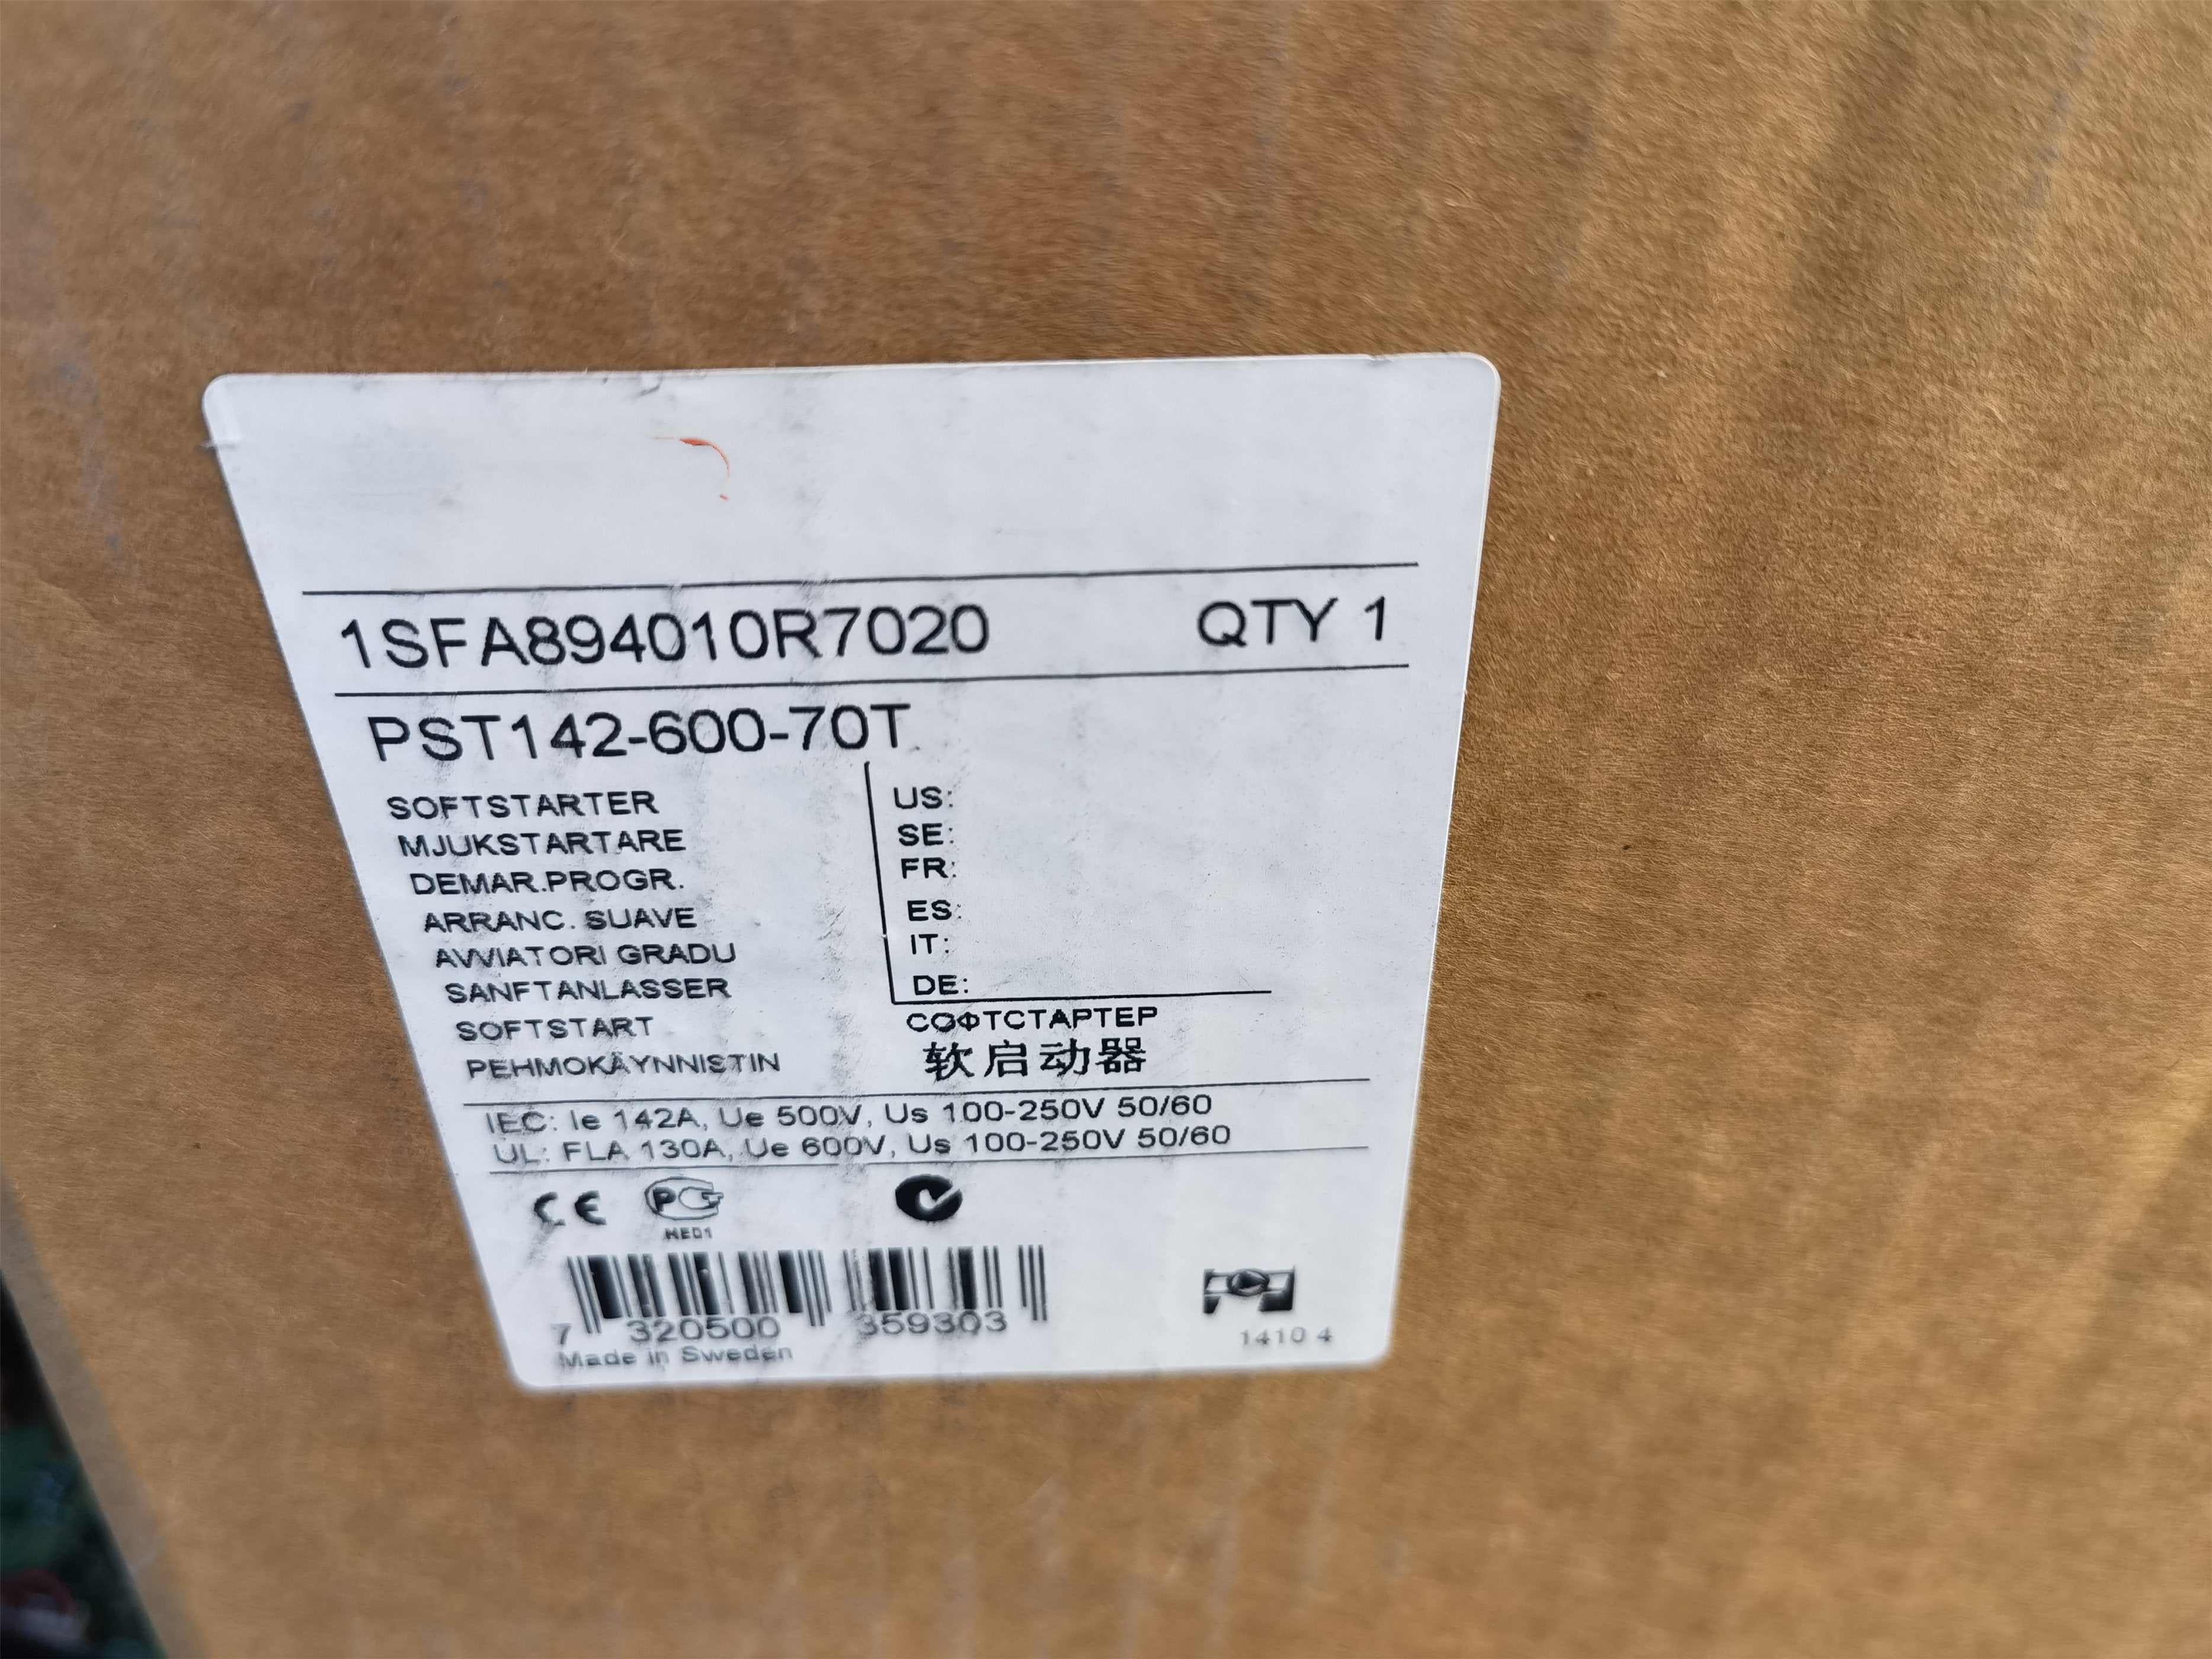 1SFA894010R7020 QTY 1
PST142-600-70T
SOFTSTARTER US:
MJUKSTARTARE SE:
DEMAR.PROGR. FR:
ARRANC. SUAVE ES:
AVVIATORI GRADU IT:
SANFTANLASSER DE:
SOFTSTART СОФТСТАРТЕР
PEHMOKÄYNNISTIN 软启动器
IEC: Ie 142A, Ue 500V, Us 100-250V 50/60
UL: FLA 130A, Ue 600V, Us 100-250V 50/60
CE PG
ME01
7 320500 359303
Made in Sweden
1410 4